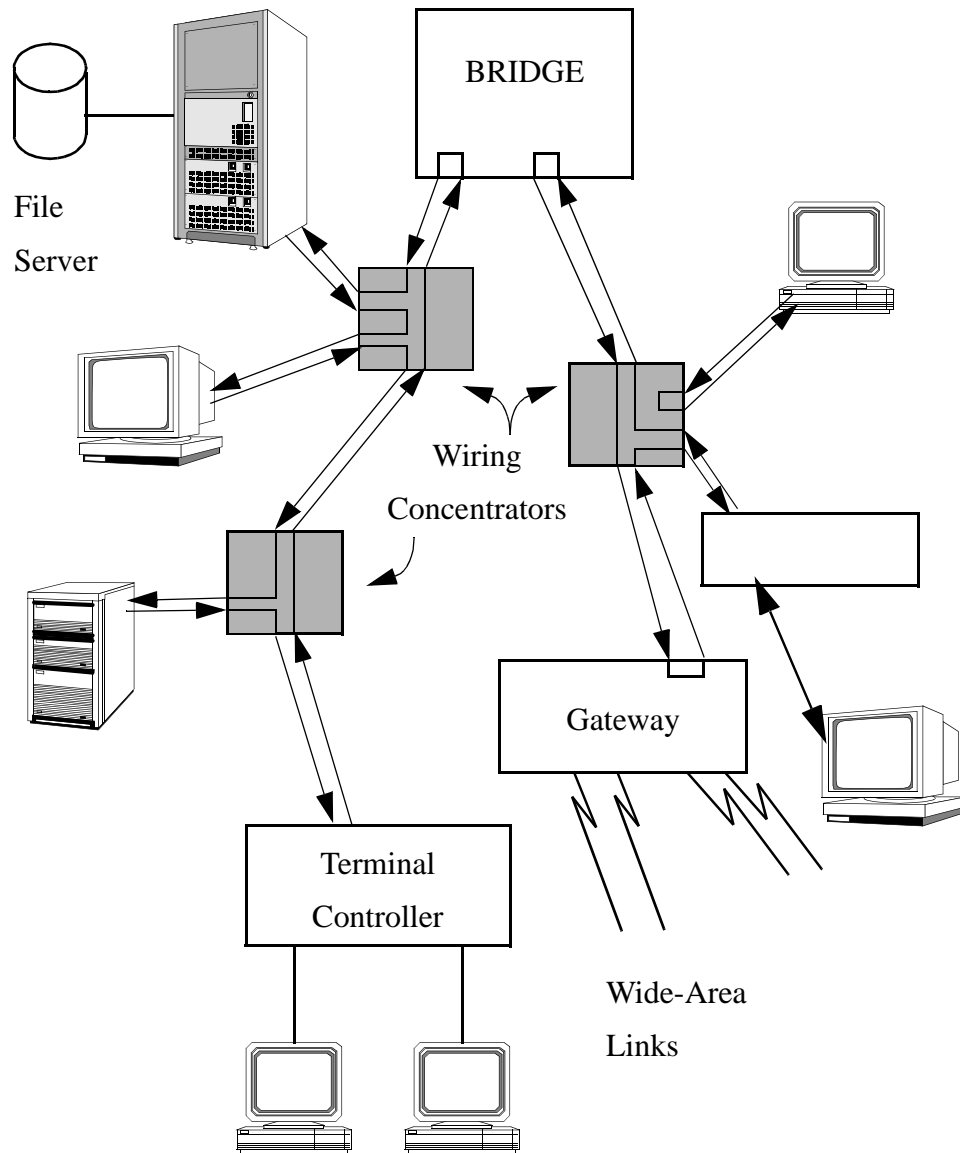 BRIDGE
File
Server
Wiring
Concentrators
Gateway
Terminal
Controller
Wide-Area
Links